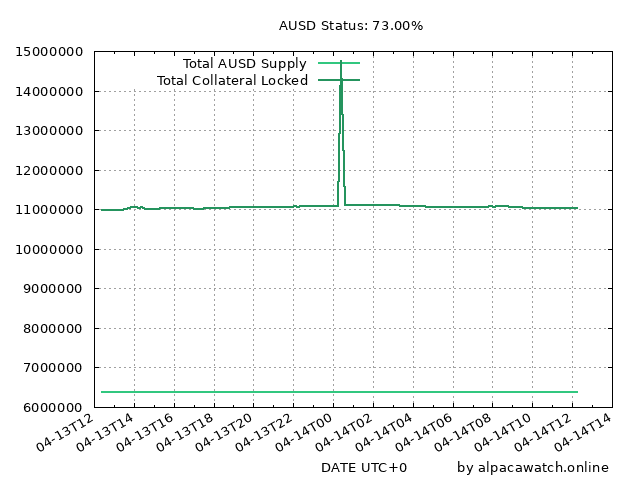 AUSD Status: 73.00%
15000000
14000000
13000000
12000000
11000000
10000000
9000000
8000000
7000000
6000000
Total AUSD Supply
Total Collateral Locked
04-13T12
04-13T14
04-13T16
04-13T18
04-13T20
04-13T22
04-14T00
04-14T02
04-14T04
04-14T06
04-14T08
04-14T10
04-14T12
04-14T14
DATE UTC+0
by alpacawatch.online